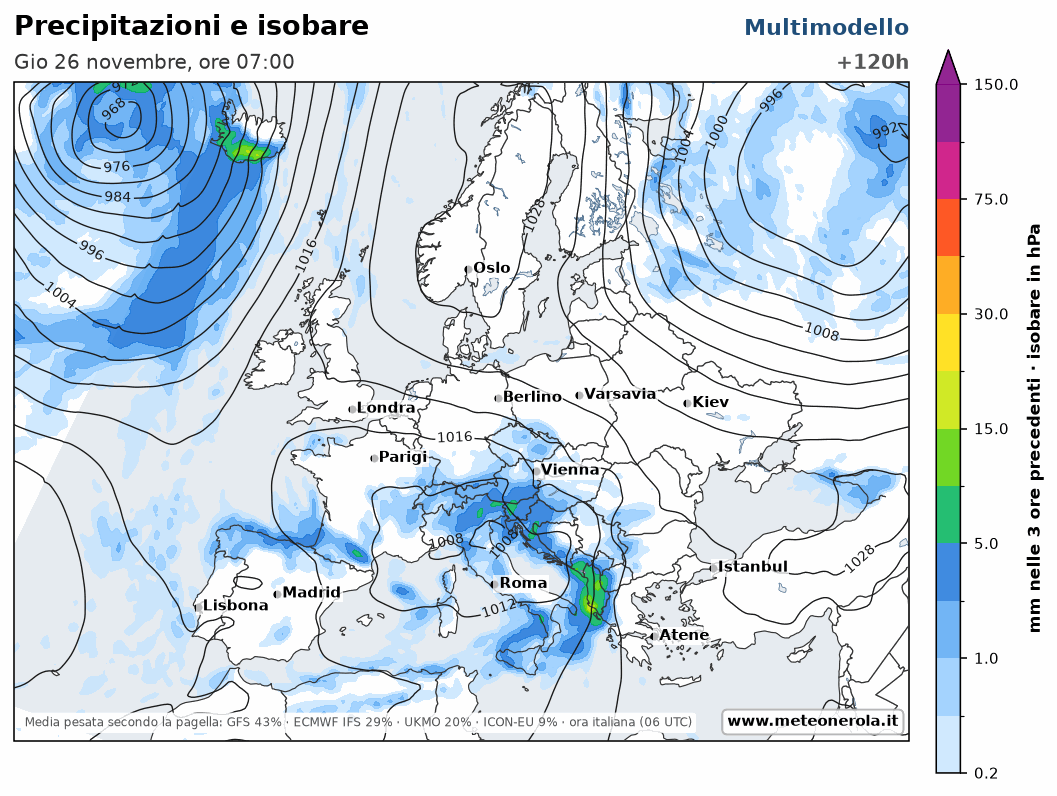 Precipitazioni e isobare
Multimodello
Gio 26 novembre, ore 07:00
+120h
968
976
984
996
1004
1016
1028
1004
1000
996
992
1008
Oslo
Londra
Berlino
Varsavia
Kiev
1016
Parigi
Vienna
1008
1008
Roma
1012
Madrid
Lisbona
Istanbul
1028
Atene
Media pesata secondo la pagella: GFS 43% · ECMWF IFS 29% · UKMO 20% · ICON-EU 9% · ora italiana (06 UTC)
www.meteonerola.it
150.0
75.0
30.0
15.0
5.0
1.0
0.2
mm nelle 3 ore precedenti · isobare in hPa